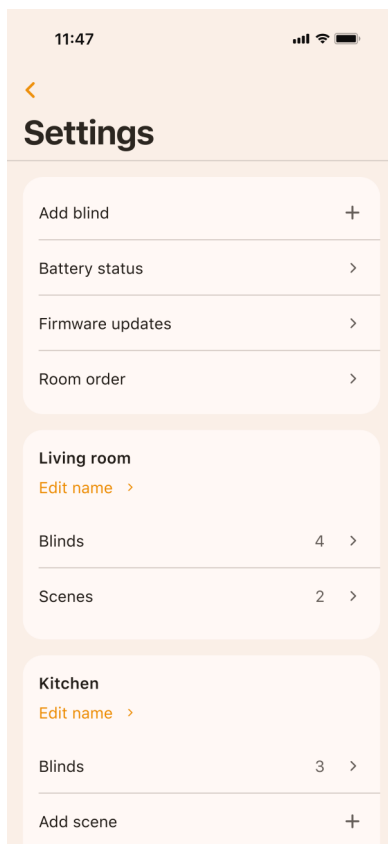 11:47
Settings
Add blind
Battery status
Firmware updates
Room order
Living room
Edit name
Blinds 4
Scenes 2
Kitchen
Edit name
Blinds 3
Add scene